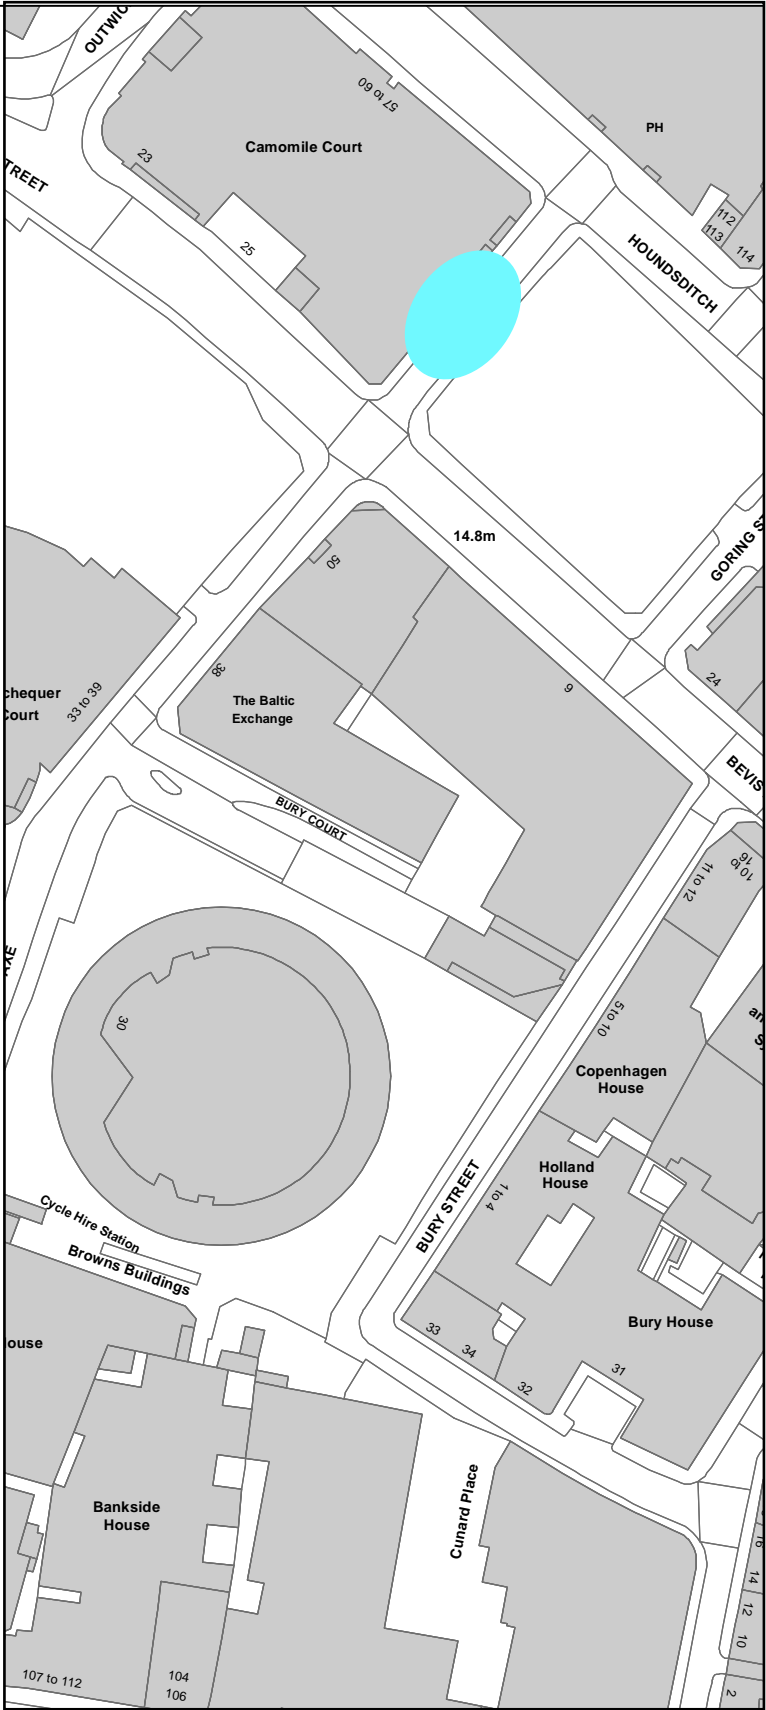 OUTWIC
57 to 60
PH
Camomile Court
23
TREET
112
113
114
25
HOUNDSDITCH
14.8m
GORING S
50
38
24
chequer
Court
33 to 39
The Baltic
Exchange
9
BEVIS
BURY COURT
10 to
16
11 to 12
AXE
30
5 to 10
an
S
Copenhagen
House
Holland
House
1 to 4
BURY STREET
Cycle Hire Station
Browns Buildings
Bury House
33
34
ouse
31
32
Cunard Place
Bankside
House
16
14
12
10
2
107 to 112
104
106